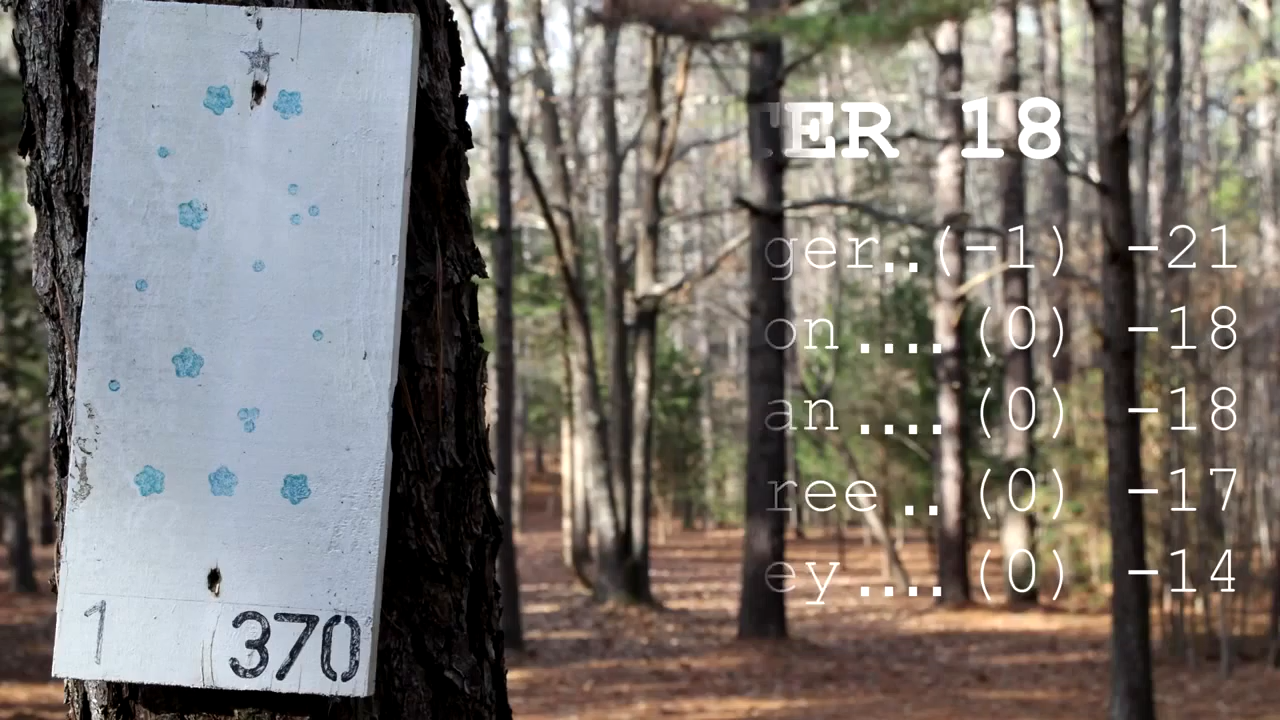 ER 18
ger..(-1) -21
on....(0) -18
an....(0) -18
ree..(0) -17
ey....(0) -14
1 370